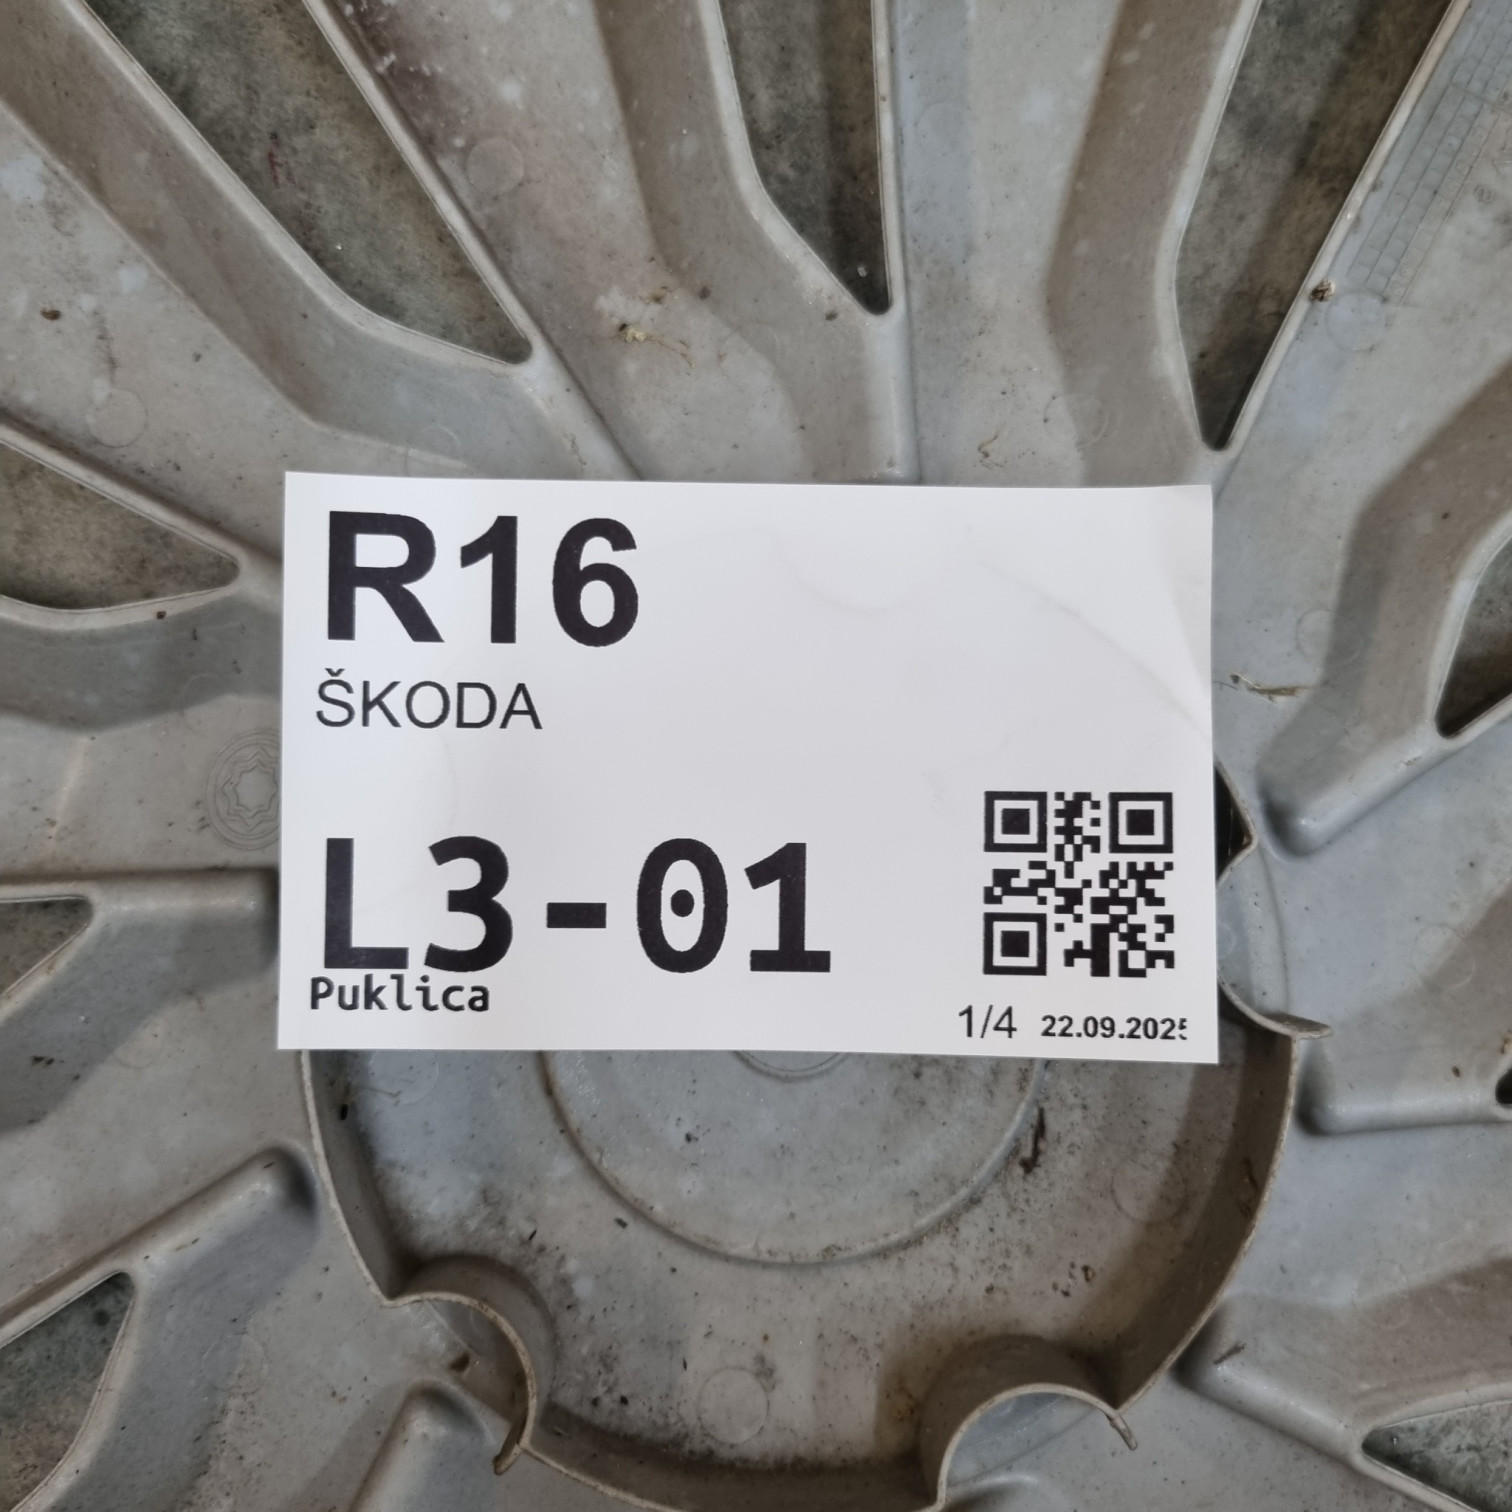 R16
ŠKODA
L3-01
Puklica
1/4 22.09.2025